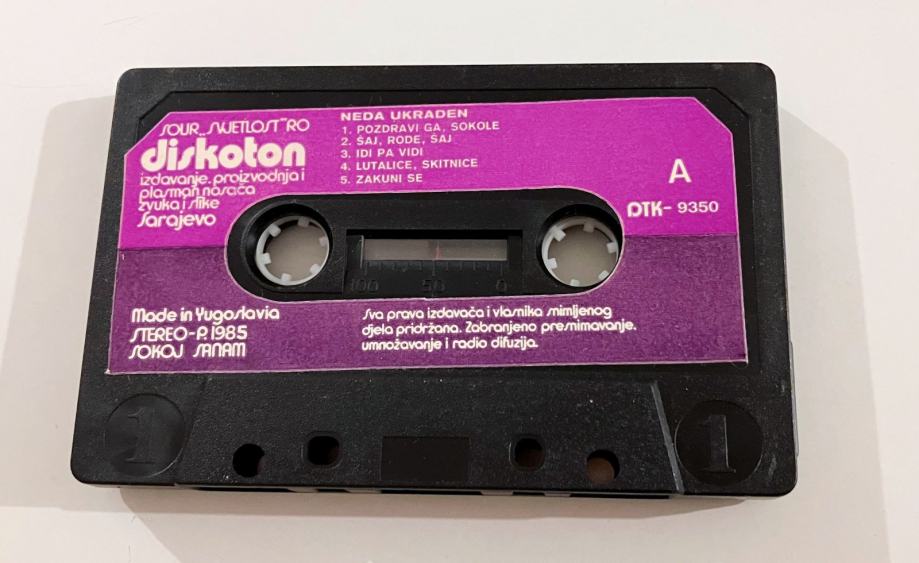 SOUR „SVJETLOST" RO
diskoton
izdavanje, proizvodnja i
plasman nosača
zvuka i slike
Sarajevo
NEDA UKRADEN
1. POZDRAVI GA, SOKOLE
2. ŠAJ, RODE, ŠAJ
3. IDI PA VIDI
4. LUTALICE, SKITNICE
5. ZAKUNI SE
A
DTK- 9350
100 50 0
Made in Yugoslavia
STEREO-P. 1985
SOKOJ SANAM
Sva prava izdavača i vlasnika snimljenog
djela pridržana. Zabranjeno presnimavanje.
umnožavanje i radio difuzija.
1
1